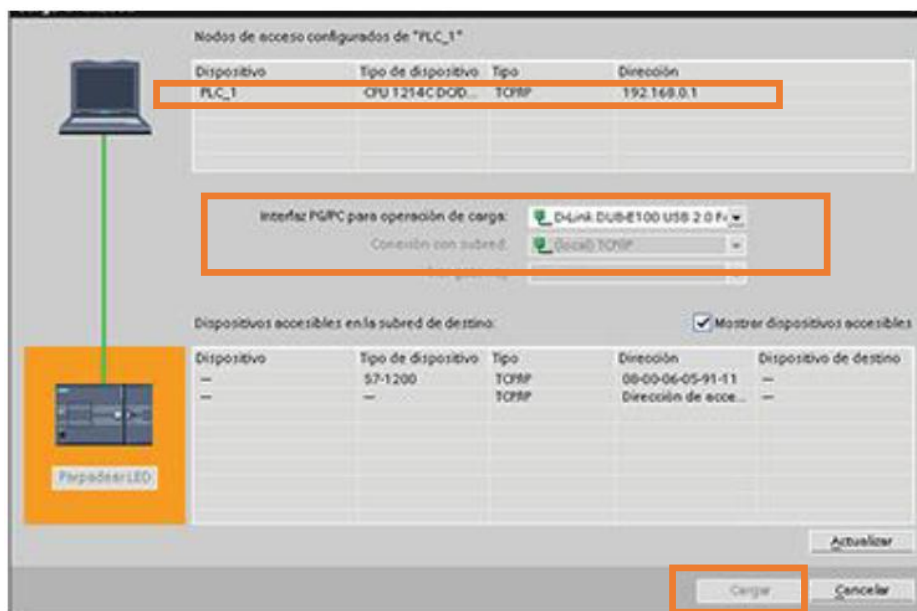 Nodos de acceso configurados de "PLC_1"
Dispositivo Tipo de dispositivo Tipo Dirección
PLC_1 CPU 1214C DC/D... TCP/IP 192.168.0.1
Interfaz PG/PC para operación de carga: D-Link DUB-E100 USB 2.0 Fa
Conexión con subred: (local) TCP/IP
Dispositivos accesibles en la subred de destino: Mostrar dispositivos accesibles
Dispositivo Tipo de dispositivo Tipo Dirección Dispositivo de destino
— S7-1200 TCP/IP 08-00-06-05-91-11 —
— — TCP/IP Dirección de acce... —
Parpadear LED
Actualizar
Cargar Cancelar